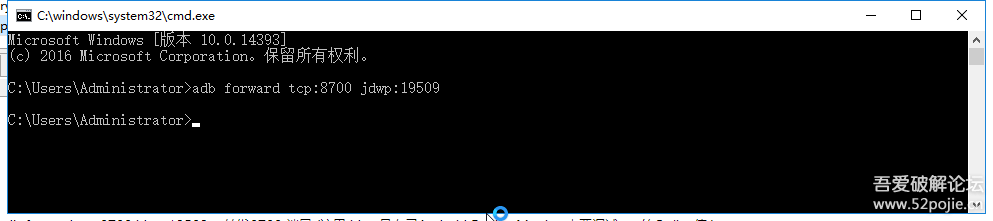 C:\windows\system32\cmd.exe
Microsoft Windows [版本 10.0.14393]
(c) 2016 Microsoft Corporation。保留所有权利。
C:\Users\Administrator>adb forward tcp:8700 jdwp:19509
C:\Users\Administrator>
吾爱破解论坛
www.52pojie.cn